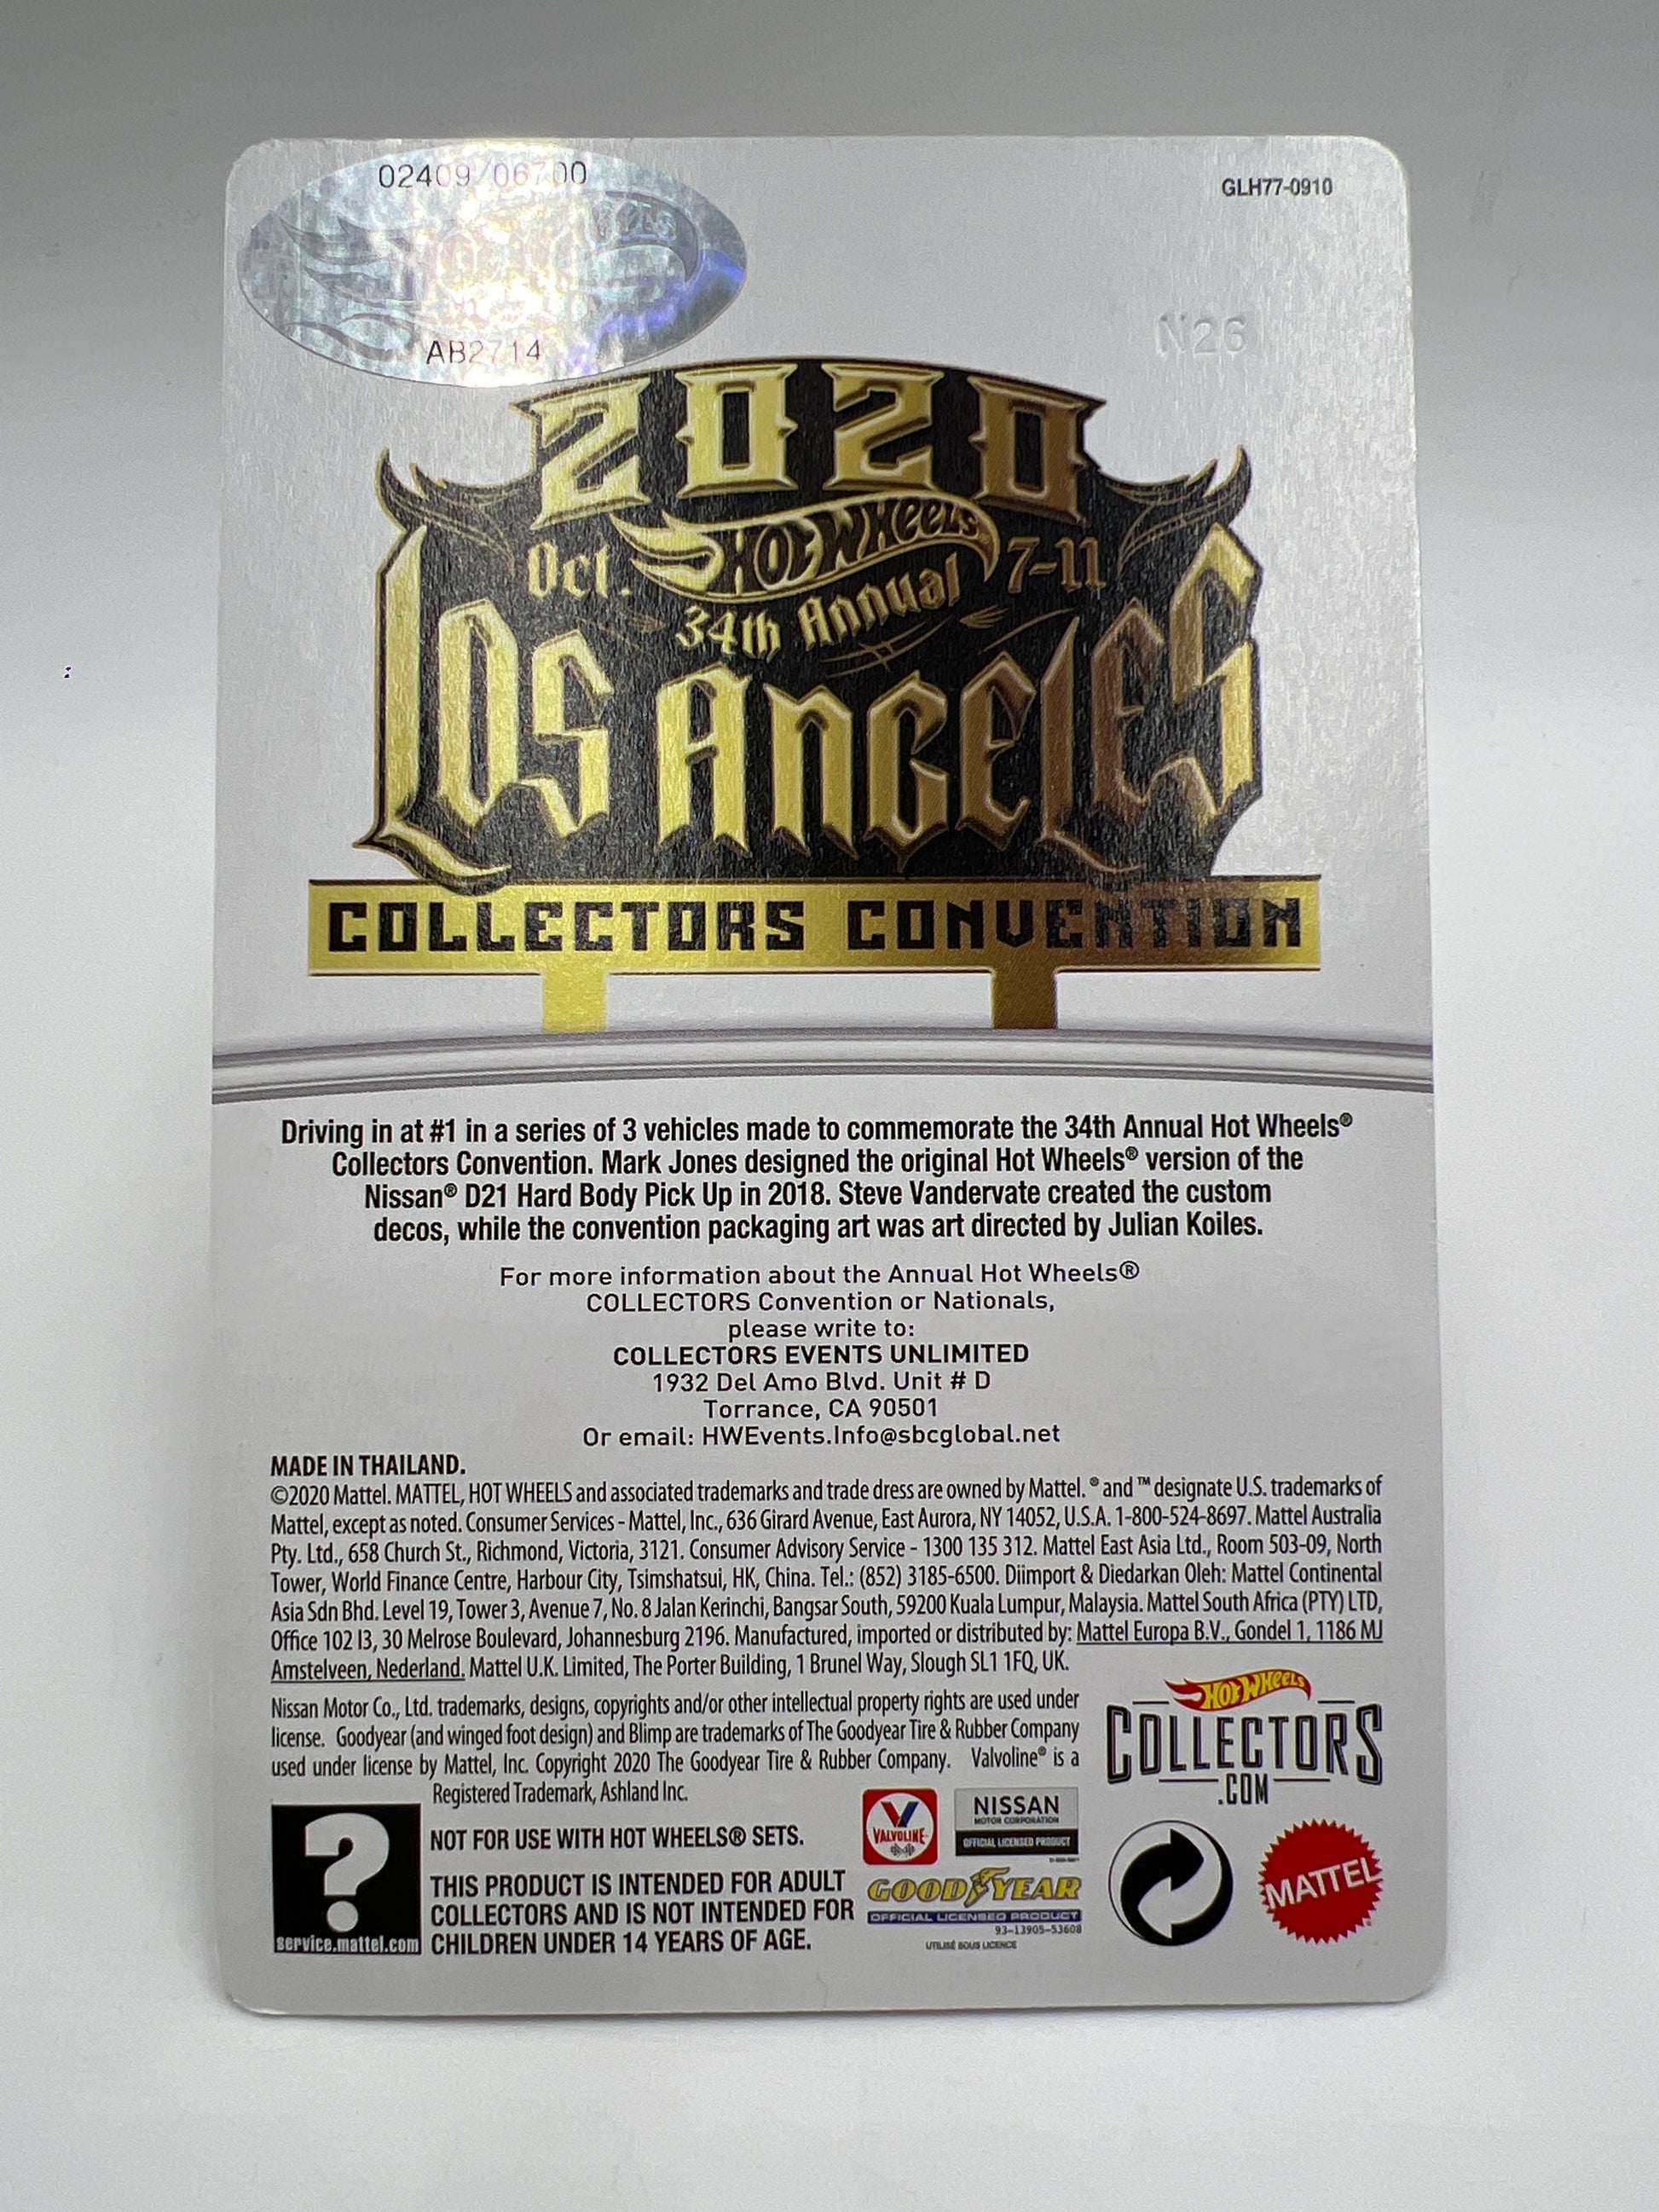 02409/06700
GLH77-0910
AB2714
N26
2020
Oct. HOT WHEELS 7-11
34th Annual
LOS ANGELES
COLLECTORS CONVENTION
Driving in at #1 in a series of 3 vehicles made to commemorate the 34th Annual Hot Wheels®
Collectors Convention. Mark Jones designed the original Hot Wheels® version of the
Nissan® D21 Hard Body Pick Up in 2018. Steve Vandervate created the custom
decos, while the convention packaging art was art directed by Julian Koiles.
For more information about the Annual Hot Wheels®
COLLECTORS Convention or Nationals,
please write to:
COLLECTORS EVENTS UNLIMITED
1932 Del Amo Blvd. Unit # D
Torrance, CA 90501
Or email: HWEvents.Info@sbcglobal.net
MADE IN THAILAND.
©2020 Mattel. MATTEL, HOT WHEELS and associated trademarks and trade dress are owned by Mattel. ® and ™ designate U.S. trademarks of
Mattel, except as noted. Consumer Services - Mattel, Inc., 636 Girard Avenue, East Aurora, NY 14052, U.S.A. 1-800-524-8697. Mattel Australia
Pty. Ltd., 658 Church St., Richmond, Victoria, 3121. Consumer Advisory Service - 1300 135 312. Mattel East Asia Ltd., Room 503-09, North
Tower, World Finance Centre, Harbour City, Tsimshatsui, HK, China. Tel.: (852) 3185-6500. Diimport & Diedarkan Oleh: Mattel Continental
Asia Sdn Bhd. Level 19, Tower 3, Avenue 7, No. 8 Jalan Kerinchi, Bangsar South, 59200 Kuala Lumpur, Malaysia. Mattel South Africa (PTY) LTD,
Office 102 I3, 30 Melrose Boulevard, Johannesburg 2196. Manufactured, imported or distributed by: Mattel Europa B.V., Gondel 1, 1186 MJ
Amstelveen, Nederland. Mattel U.K. Limited, The Porter Building, 1 Brunel Way, Slough SL1 1FQ, UK.
Nissan Motor Co., Ltd. trademarks, designs, copyrights and/or other intellectual property rights are used under
license. Goodyear (and winged foot design) and Blimp are trademarks of The Goodyear Tire & Rubber Company
used under license by Mattel, Inc. Copyright 2020 The Goodyear Tire & Rubber Company. Valvoline® is a
Registered Trademark, Ashland Inc.
HOT WHEELS
COLLECTORS
.COM
?
service.mattel.com
NOT FOR USE WITH HOT WHEELS® SETS.
THIS PRODUCT IS INTENDED FOR ADULT
COLLECTORS AND IS NOT INTENDED FOR
CHILDREN UNDER 14 YEARS OF AGE.
VALVOLINE
NISSAN
MOTOR CORPORATION
OFFICIAL LICENSED PRODUCT
GOODYEAR
OFFICIAL LICENSED PRODUCT
93-13905-53608
UTILISÉ SOUS LICENCE
MATTEL